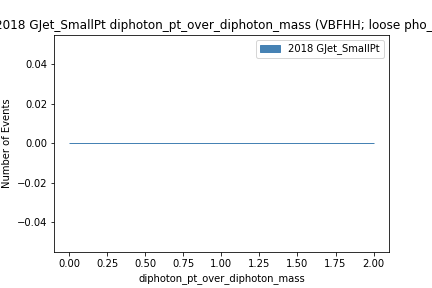 2018 GJet_SmallPt diphoton_pt_over_diphoton_mass (VBFHH; loose pho_
2018 GJet_SmallPt
0.04
0.02
0.00
−0.02
−0.04
Number of Events
0.00 0.25 0.50 0.75 1.00 1.25 1.50 1.75 2.00
diphoton_pt_over_diphoton_mass